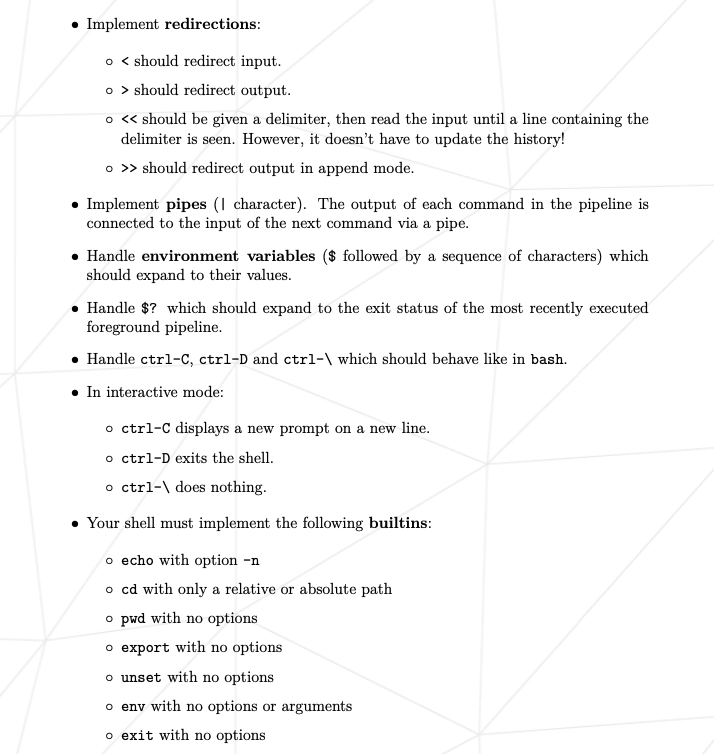 • Implement redirections:
◦ < should redirect input.
◦ > should redirect output.
◦ << should be given a delimiter, then read the input until a line containing the
delimiter is seen. However, it doesn't have to update the history!
◦ >> should redirect output in append mode.
• Implement pipes (| character). The output of each command in the pipeline is
connected to the input of the next command via a pipe.
• Handle environment variables ($ followed by a sequence of characters) which
should expand to their values.
• Handle $? which should expand to the exit status of the most recently executed
foreground pipeline.
• Handle ctrl-C, ctrl-D and ctrl-\ which should behave like in bash.
• In interactive mode:
◦ ctrl-C displays a new prompt on a new line.
◦ ctrl-D exits the shell.
◦ ctrl-\ does nothing.
• Your shell must implement the following builtins:
◦ echo with option -n
◦ cd with only a relative or absolute path
◦ pwd with no options
◦ export with no options
◦ unset with no options
◦ env with no options or arguments
◦ exit with no options